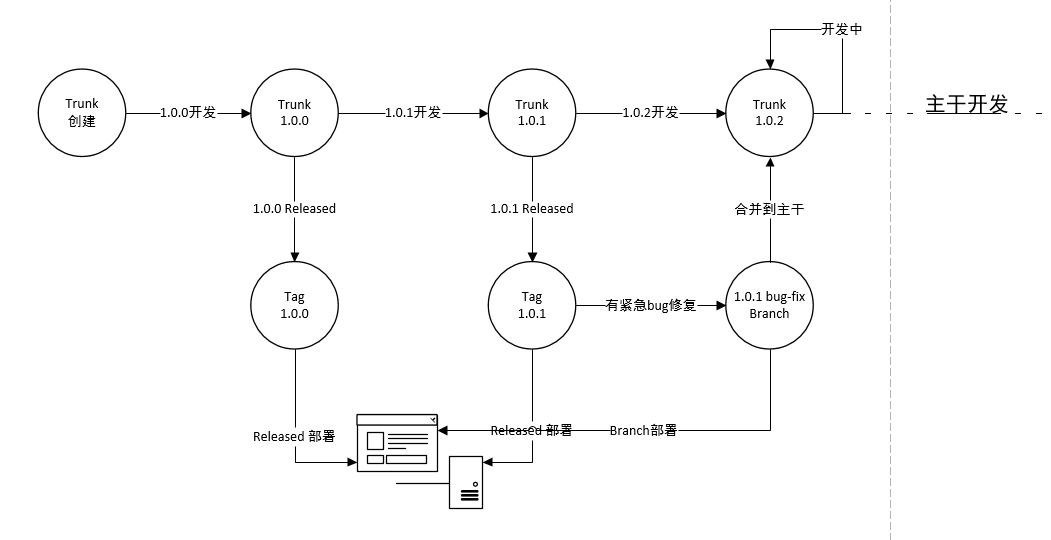 开发中
主干开发
Trunk
创建
1.0.0开发
Trunk
1.0.0
1.0.1开发
Trunk
1.0.1
1.0.2开发
Trunk
1.0.2
1.0.0 Released
1.0.1 Released
合并到主干
Tag
1.0.0
Tag
1.0.1
有紧急bug修复
1.0.1 bug-fix
Branch
Released 部署
Released 部署
Branch部署